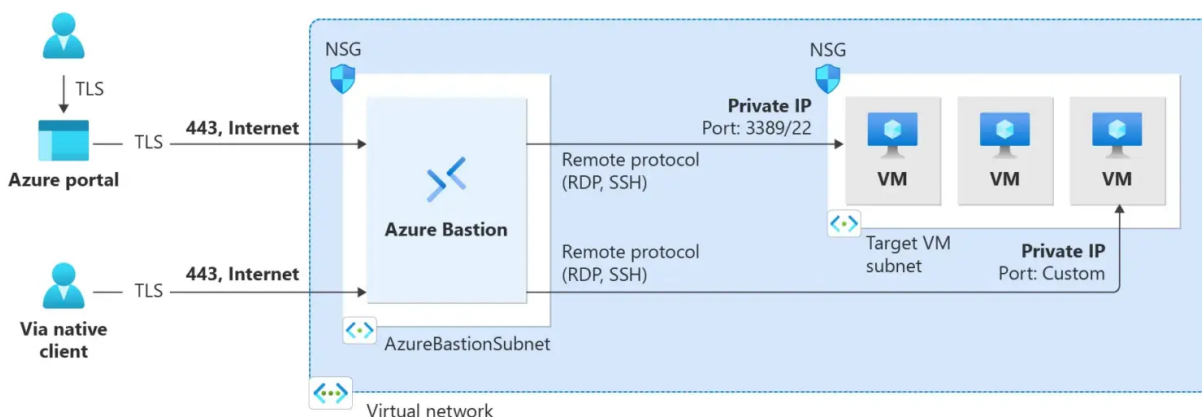 TLS
Azure portal
TLS
443, Internet
Via native
client
TLS
443, Internet
NSG
Azure Bastion
AzureBastionSubnet
Virtual network
Private IP
Port: 3389/22
Remote protocol
(RDP, SSH)
Remote protocol
(RDP, SSH)
NSG
VM
VM
VM
Target VM
subnet
Private IP
Port: Custom